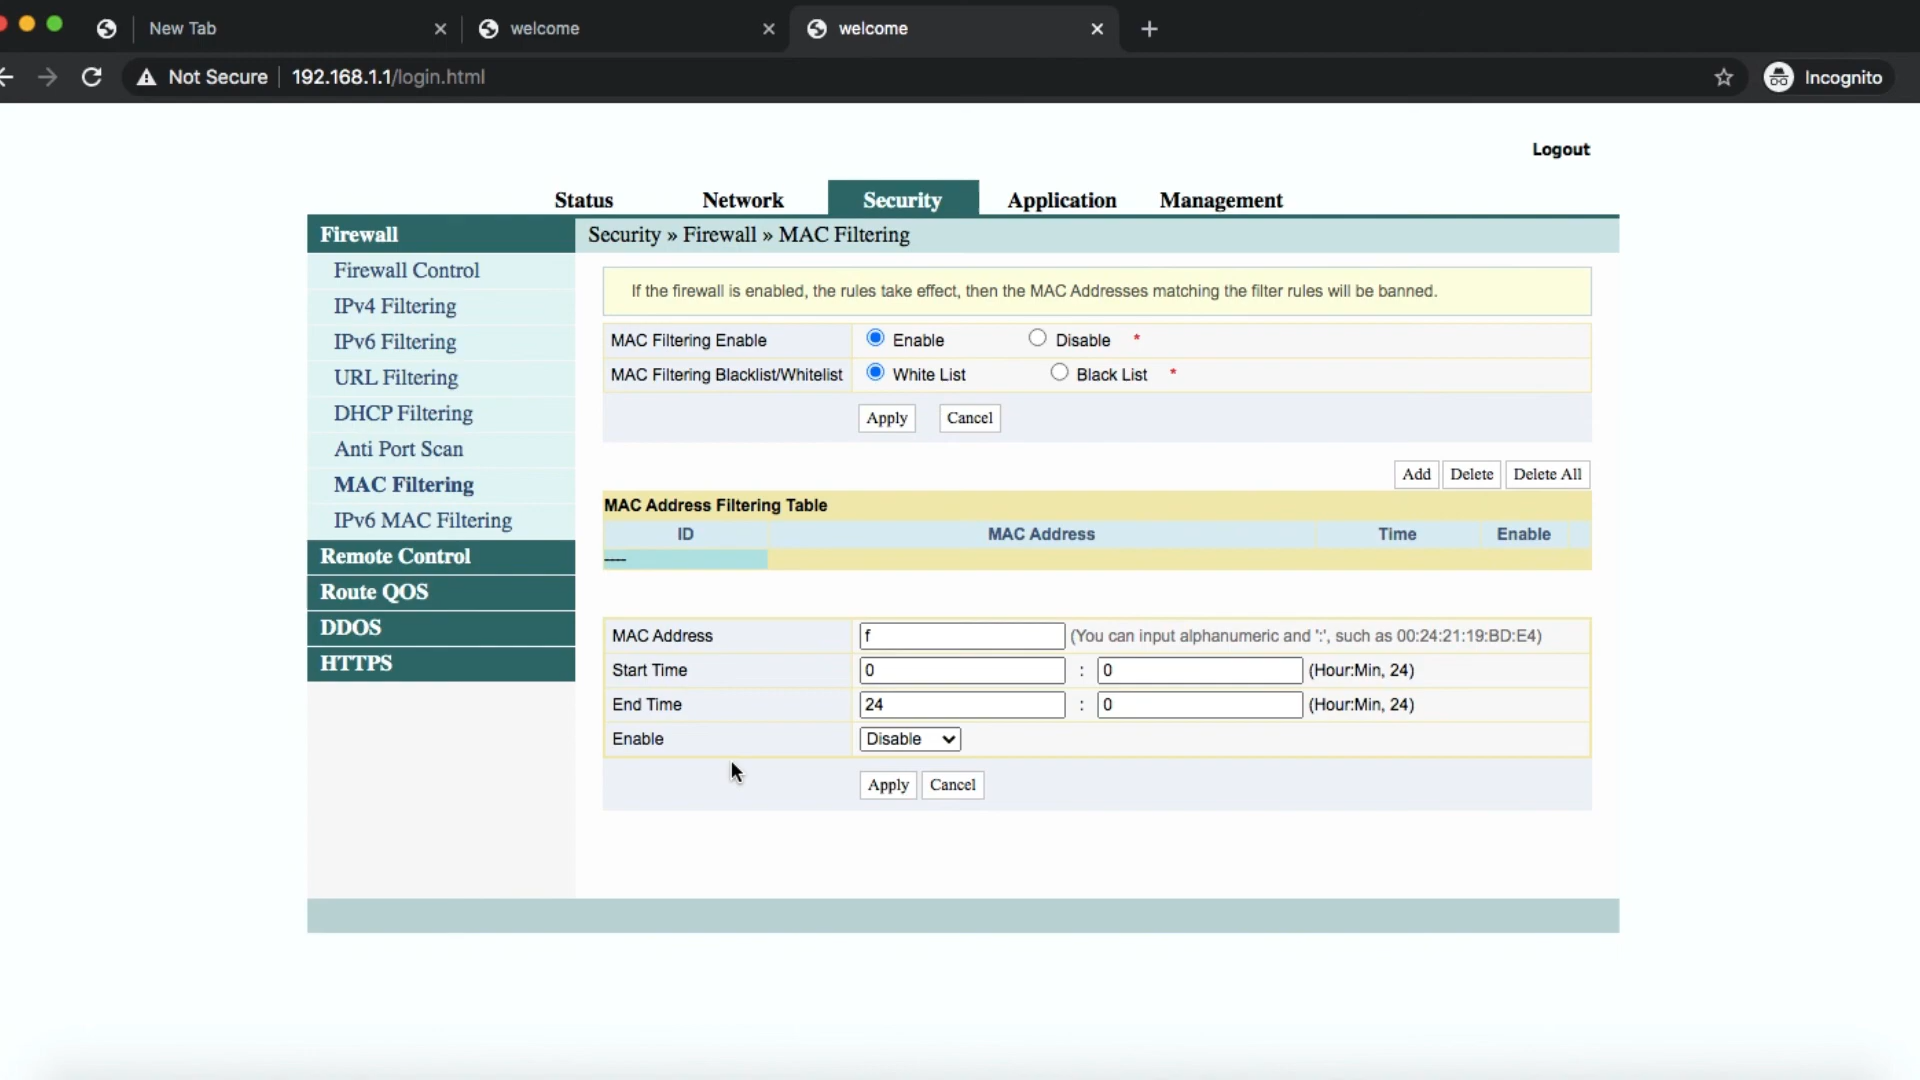 New Tab
welcome
welcome
Not Secure
192.168.1.1/login.html
Incognito
Logout
Status Network Security Application Management
Firewall
Security » Firewall » MAC Filtering
Firewall Control
IPv4 Filtering
IPv6 Filtering
URL Filtering
DHCP Filtering
Anti Port Scan
MAC Filtering
IPv6 MAC Filtering
Remote Control
Route QOS
DDOS
HTTPS
If the firewall is enabled, the rules take effect, then the MAC Addresses matching the filter rules will be banned.
MAC Filtering Enable Enable Disable *
MAC Filtering Blacklist/Whitelist White List Black List *
Apply Cancel
Add Delete Delete All
MAC Address Filtering Table
ID MAC Address Time Enable
----
MAC Address f (You can input alphanumeric and ':', such as 00:24:21:19:BD:E4)
Start Time 0 : 0 (Hour:Min, 24)
End Time 24 : 0 (Hour:Min, 24)
Enable Disable
Apply Cancel